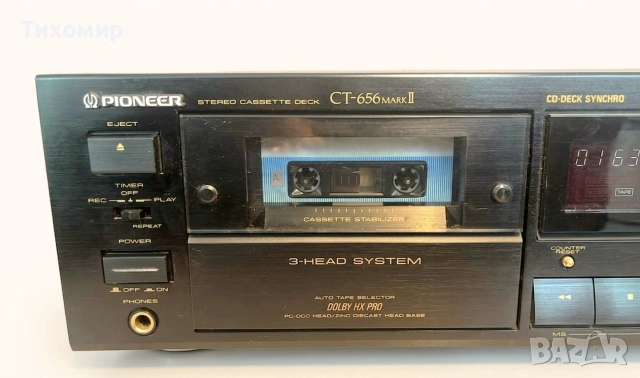 Тихомир
PIONEER STEREO CASSETTE DECK CT-656 MARK II CD-DECK SYNCHRO
EJECT
TIMER
OFF
REC PLAY
REPEAT
POWER
OFF ON
PHONES
A
CASSETTE STABILIZER
3-HEAD SYSTEM
AUTO TAPE SELECTOR
DOLBY HX PRO
PC-OCC HEAD/ZINC DIECAST HEAD BASE
0163
TAPE
COUNTER
RESET
MS
BAZAR.bg